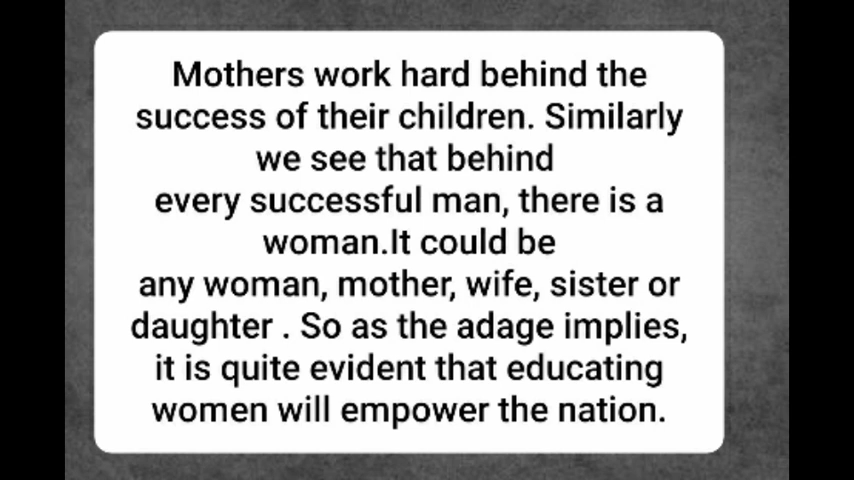 Mothers work hard behind the
success of their children. Similarly
we see that behind
every successful man, there is a
woman.It could be
any woman, mother, wife, sister or
daughter . So as the adage implies,
it is quite evident that educating
women will empower the nation.